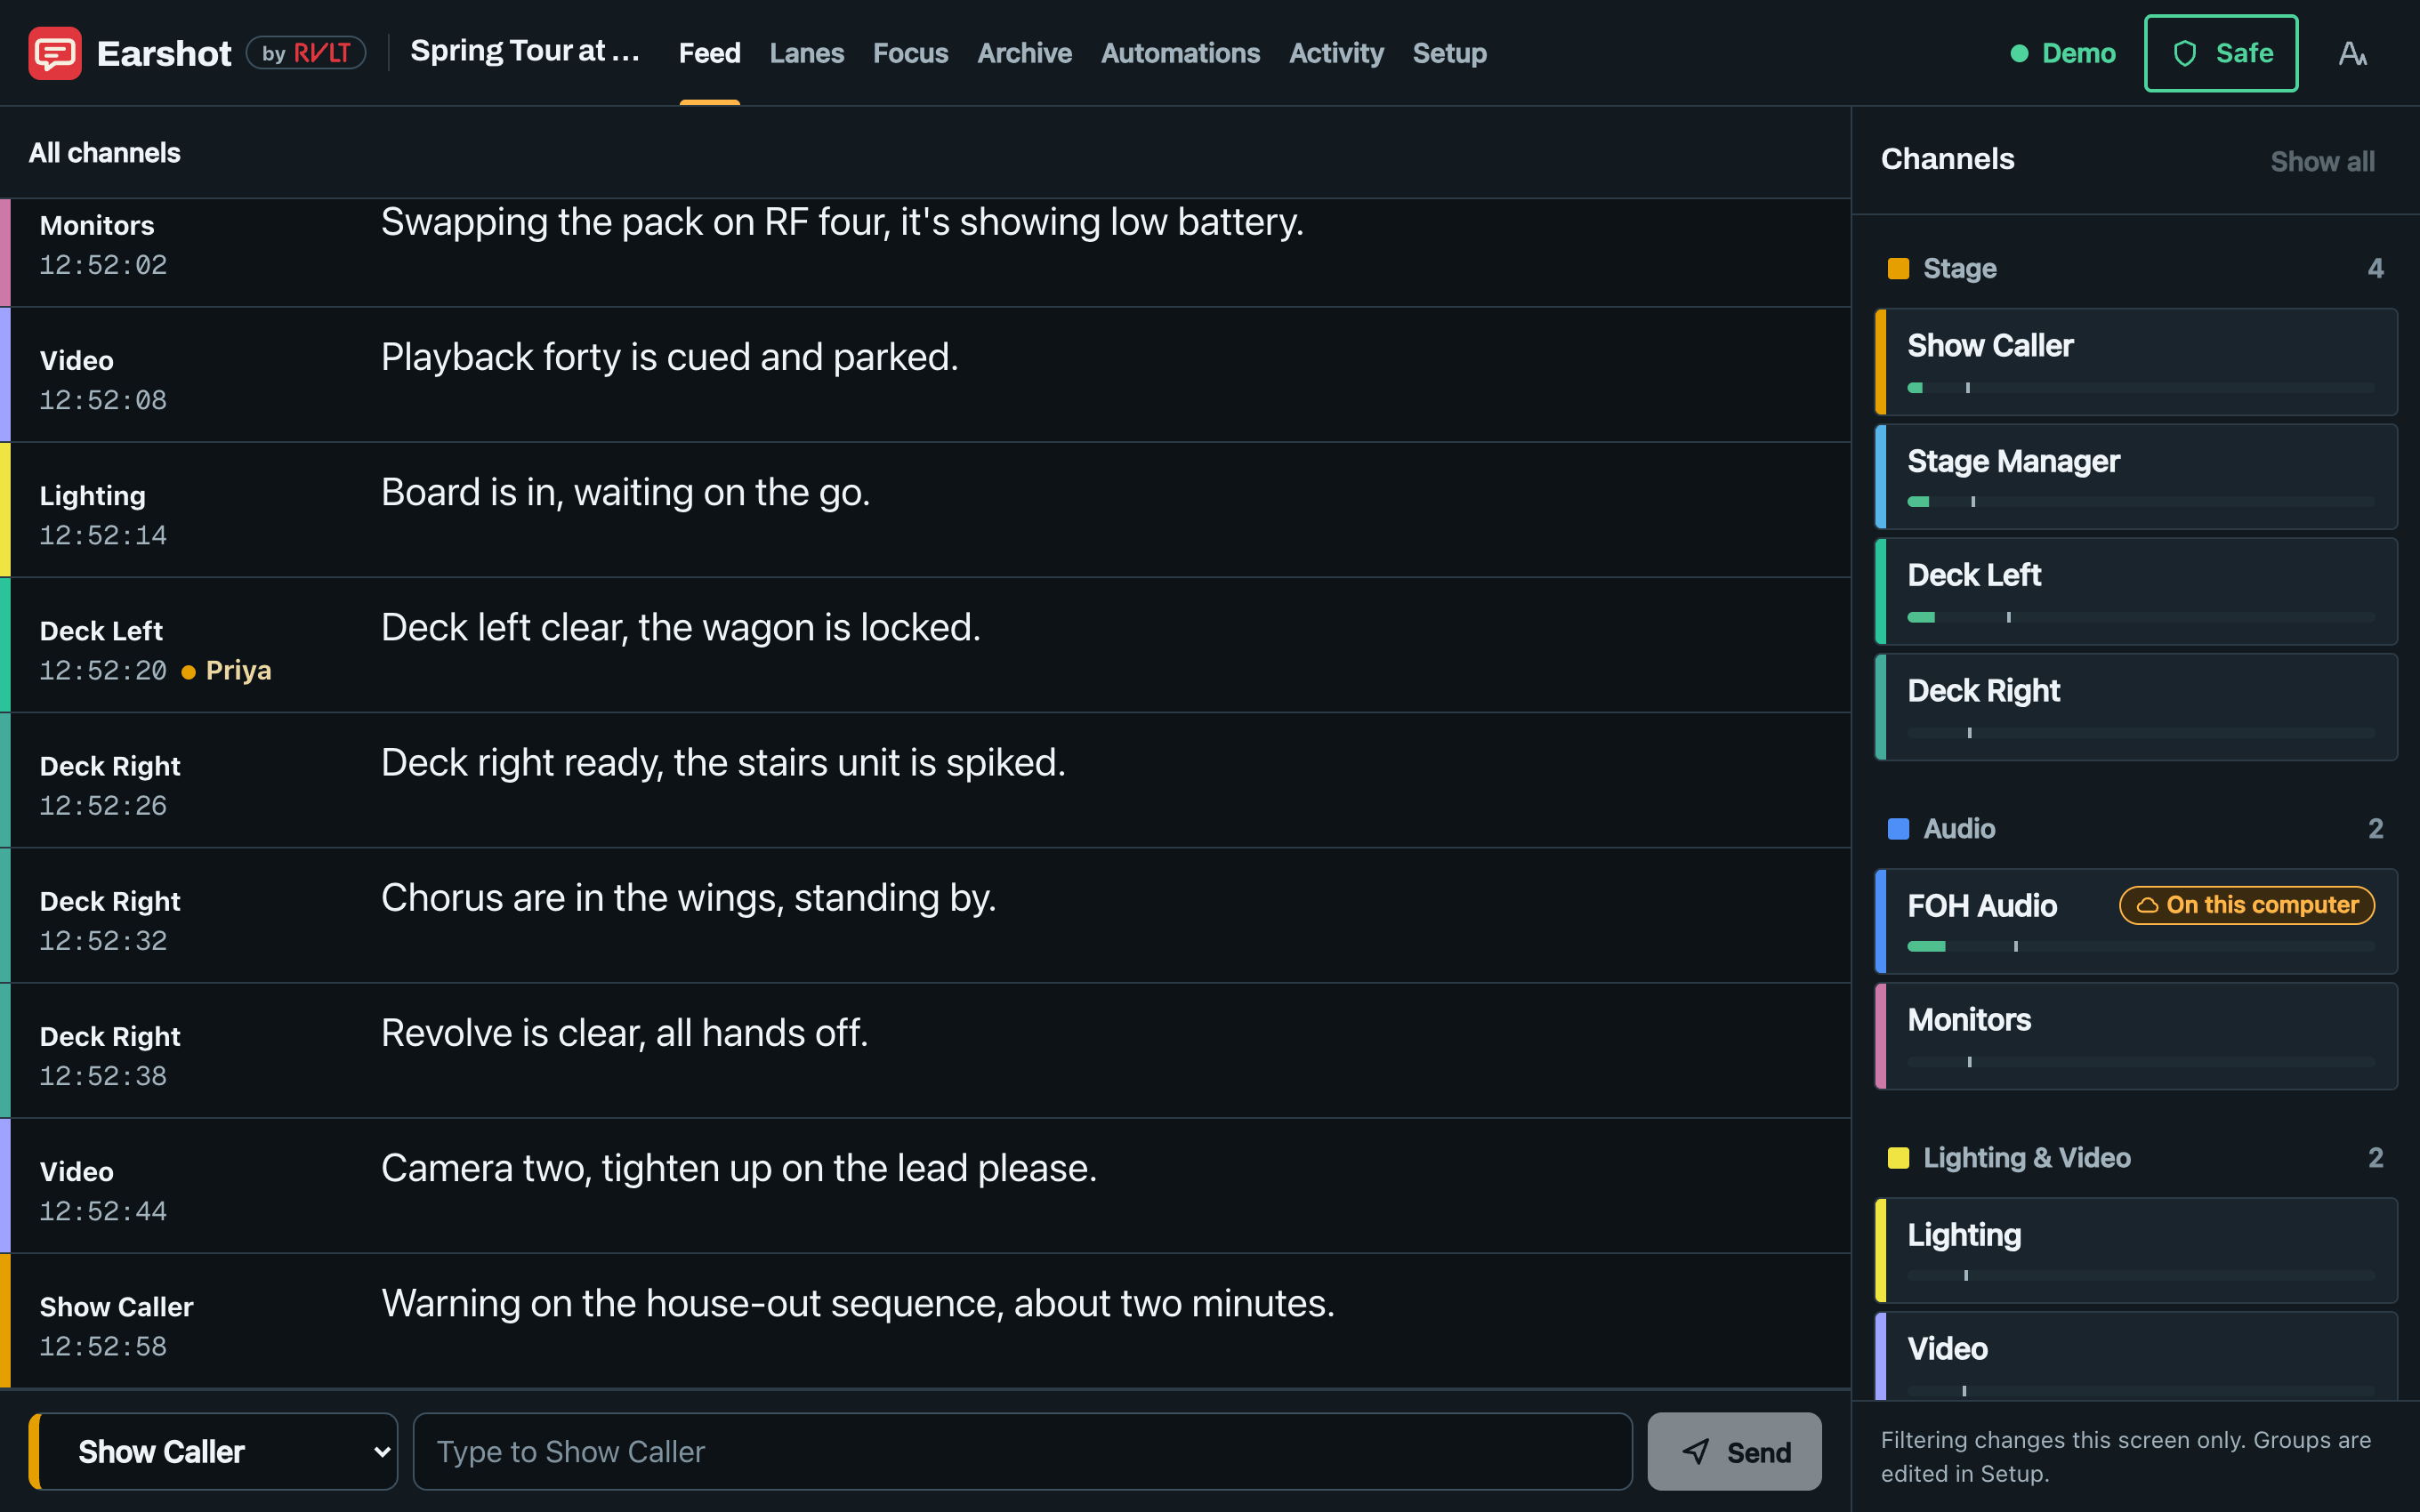 Earshot by RVLT Spring Tour at ... Feed Lanes Focus Archive Automations Activity Setup Demo Safe AA
All channels
Monitors Swapping the pack on RF four, it's showing low battery.
12:52:02
Video Playback forty is cued and parked.
12:52:08
Lighting Board is in, waiting on the go.
12:52:14
Deck Left Deck left clear, the wagon is locked.
12:52:20 Priya
Deck Right Deck right ready, the stairs unit is spiked.
12:52:26
Deck Right Chorus are in the wings, standing by.
12:52:32
Deck Right Revolve is clear, all hands off.
12:52:38
Video Camera two, tighten up on the lead please.
12:52:44
Show Caller Warning on the house-out sequence, about two minutes.
12:52:58
Show Caller Type to Show Caller Send
Channels Show all
Stage 4
Show Caller
Stage Manager
Deck Left
Deck Right
Audio 2
FOH Audio On this computer
Monitors
Lighting & Video 2
Lighting
Video
Filtering changes this screen only. Groups are
edited in Setup.